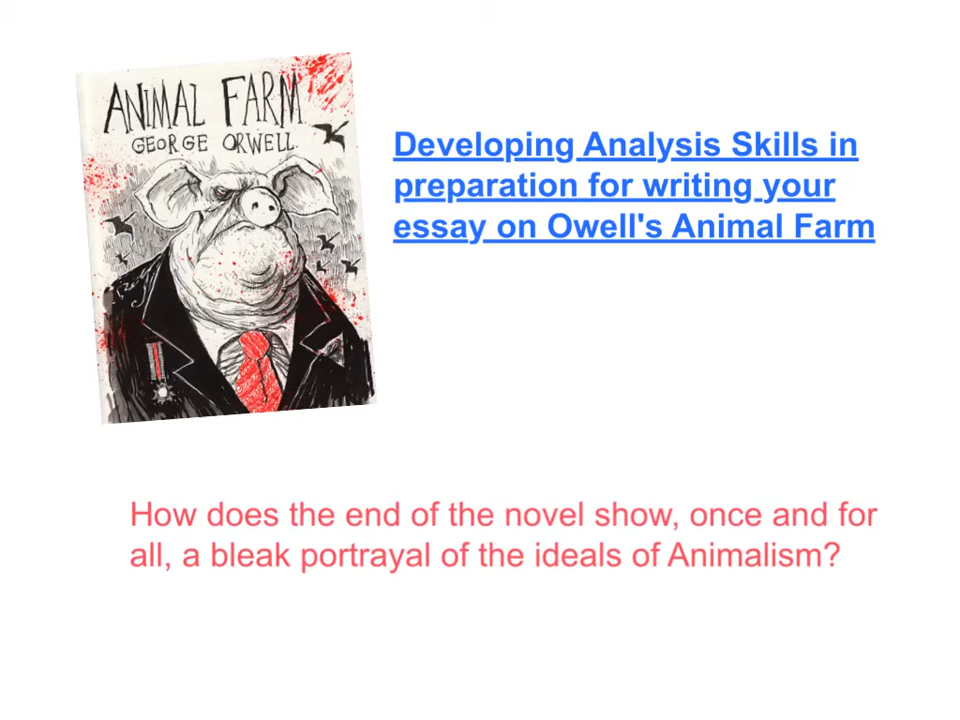 ANIMAL FARM
GEORGE ORWELL
Developing Analysis Skills in
preparation for writing your
essay on Owell's Animal Farm
How does the end of the novel show, once and for
all, a bleak portrayal of the ideals of Animalism?